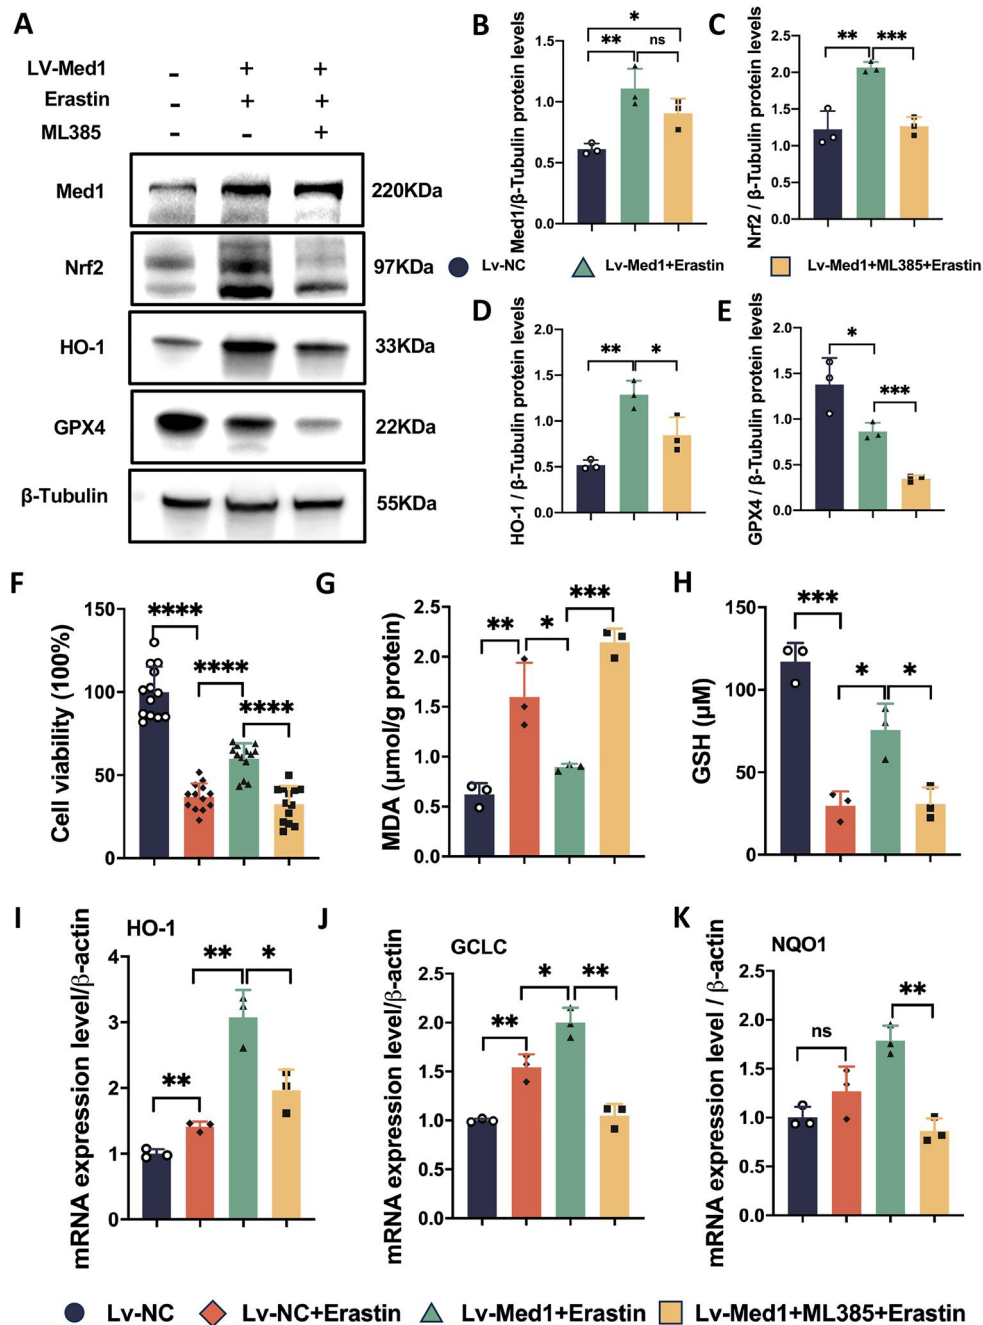 A
LV-Med1 - + +
Erastin - + +
ML385 - - +
Med1 220KDa
Nrf2 97KDa
HO-1 33KDa
GPX4 22KDa
β-Tubulin 55KDa
B
Med1/β-Tubulin protein levels
1.5
1.0
0.5
0.0
*
** ns
C
Nrf2 / β-Tubulin protein levels
2.5
2.0
1.5
1.0
0.5
0.0
** ***
Lv-NC Lv-Med1+Erastin Lv-Med1+ML385+Erastin
D
HO-1 / β-Tubulin protein levels
2.0
1.5
1.0
0.5
0.0
** *
E
GPX4 / β-Tubulin protein levels
2.0
1.5
1.0
0.5
0.0
*
***
F
Cell viability (100%)
150
100
50
0
****
****
****
G
MDA (μmol/g protein)
2.5
2.0
1.5
1.0
0.5
0.0
** * ***
H
GSH (μM)
150
100
50
0
***
* *
I
HO-1
mRNA expression level/β-actin
4
3
2
1
0
**
** *
J
GCLC
mRNA expression level/β-actin
2.5
2.0
1.5
1.0
0.5
0.0
**
* **
K
NQO1
mRNA expression level / β-actin
2.5
2.0
1.5
1.0
0.5
0.0
ns
**
Lv-NC Lv-NC+Erastin Lv-Med1+Erastin Lv-Med1+ML385+Erastin